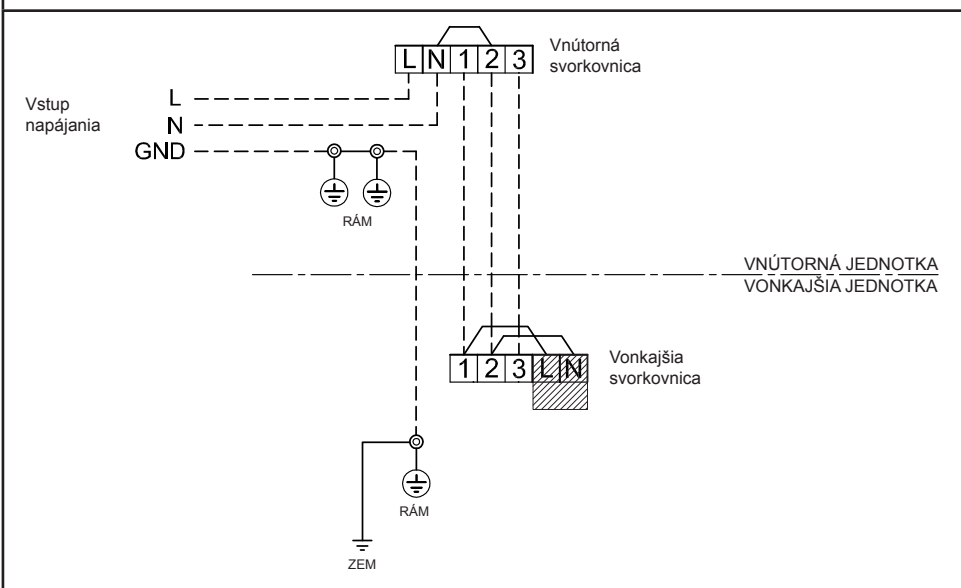 L N 1 2 3
Vnútorná
svorkovnica
Vstup
napájania
L
N
GND
RÁM
VNÚTORNÁ JEDNOTKA
VONKAJŠIA JEDNOTKA
1 2 3 L N
Vonkajšia
svorkovnica
RÁM
ZEM